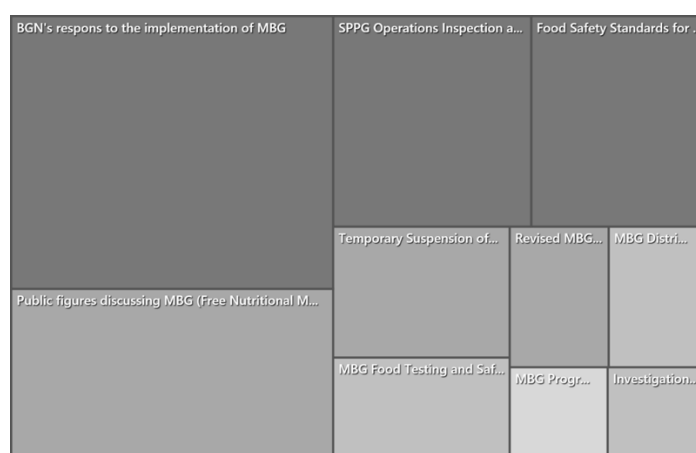 BGN's respons to the implementation of MBG
SPPG Operations Inspection a...
Food Safety Standards for ...
Temporary Suspension of...
Revised MBG...
MBG Distri...
Public figures discussing MBG (Free Nutritional M...
MBG Food Testing and Saf...
MBG Progr...
Investigation...